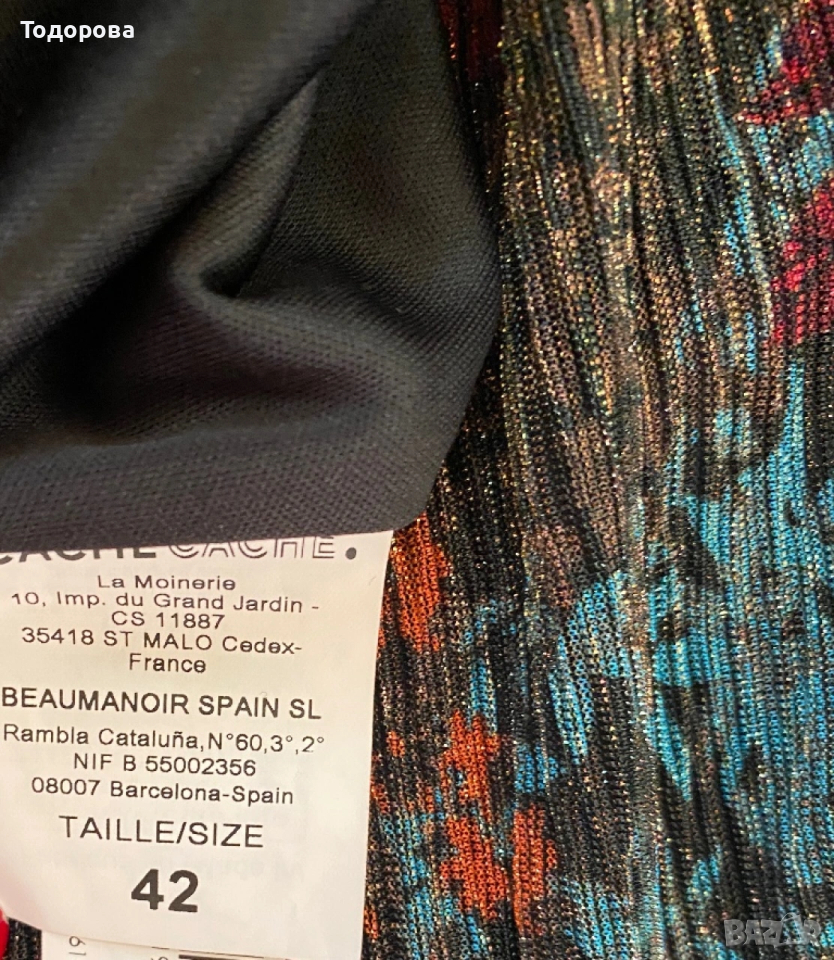 Тодорова
CACHE CACHE.
La Moinerie
10, Imp. du Grand Jardin -
CS 11887
35418 ST MALO Cedex-
France
BEAUMANOIR SPAIN SL
Rambla Cataluña,N°60,3°,2°
NIF B 55002356
08007 Barcelona-Spain
TAILLE/SIZE
42
BAZAR